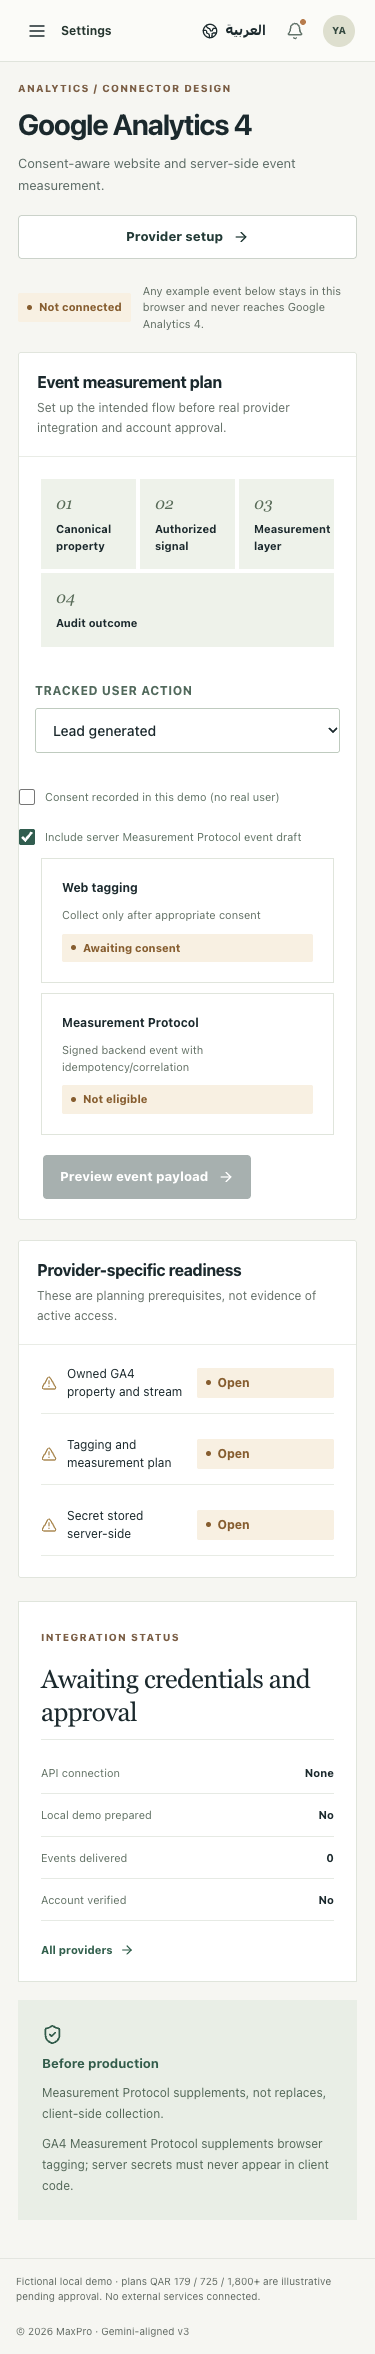 Settings
العربية
YA
ANALYTICS / CONNECTOR DESIGN
Google Analytics 4
Consent-aware website and server-side event
measurement.
Provider setup
Not connected
Any example event below stays in this
browser and never reaches Google
Analytics 4.
Event measurement plan
Set up the intended flow before real provider
integration and account approval.
01
Canonical
property
02
Authorized
signal
03
Measurement
layer
04
Audit outcome
TRACKED USER ACTION
Lead generated
Consent recorded in this demo (no real user)
Include server Measurement Protocol event draft
Web tagging
Collect only after appropriate consent
Awaiting consent
Measurement Protocol
Signed backend event with
idempotency/correlation
Not eligible
Preview event payload
Provider-specific readiness
These are planning prerequisites, not evidence of
active access.
Owned GA4
property and stream
Open
Tagging and
measurement plan
Open
Secret stored
server-side
Open
INTEGRATION STATUS
Awaiting credentials and
approval
API connection None
Local demo prepared No
Events delivered 0
Account verified No
All providers
Before production
Measurement Protocol supplements, not replaces,
client-side collection.
GA4 Measurement Protocol supplements browser
tagging; server secrets must never appear in client
code.
Fictional local demo · plans QAR 179 / 725 / 1,800+ are illustrative
pending approval. No external services connected.
© 2026 MaxPro · Gemini-aligned v3